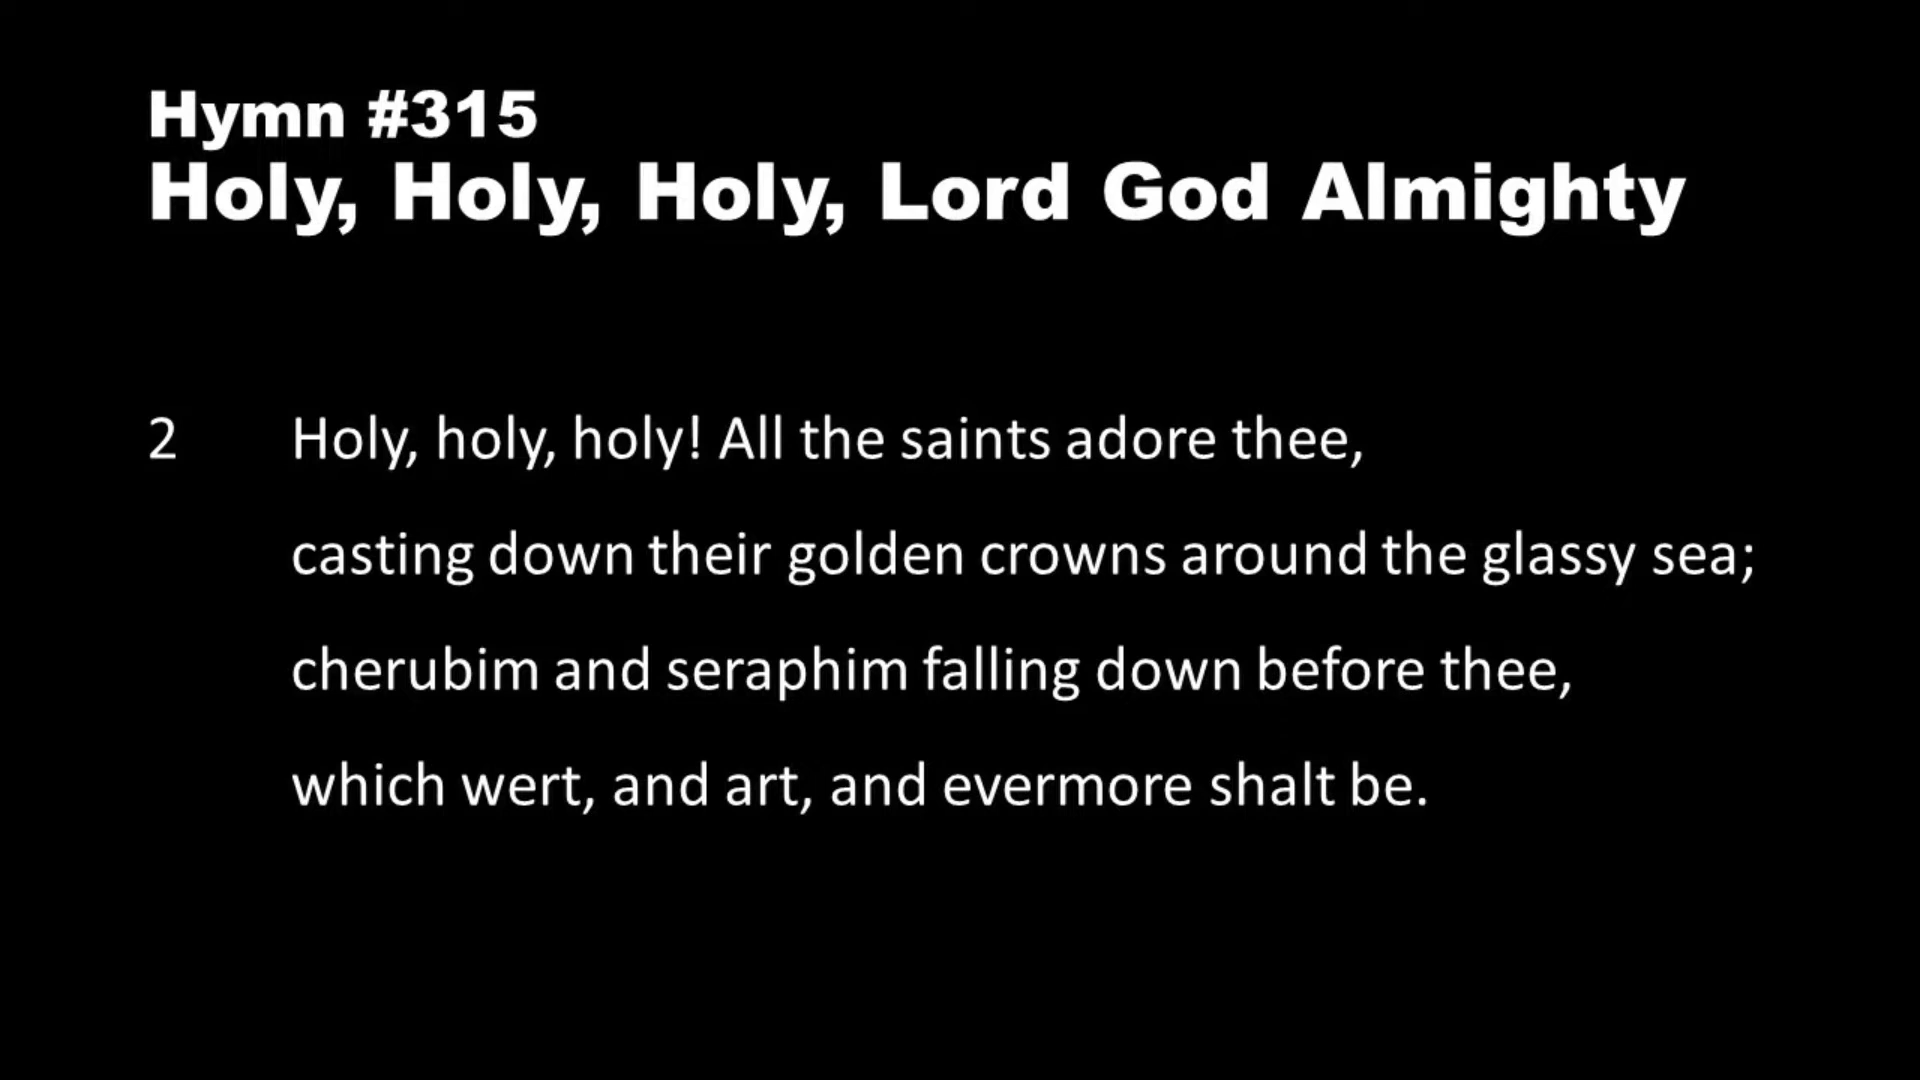 Hymn #315
Holy, Holy, Holy, Lord God Almighty
2 Holy, holy, holy! All the saints adore thee,
casting down their golden crowns around the glassy sea;
cherubim and seraphim falling down before thee,
which wert, and art, and evermore shalt be.